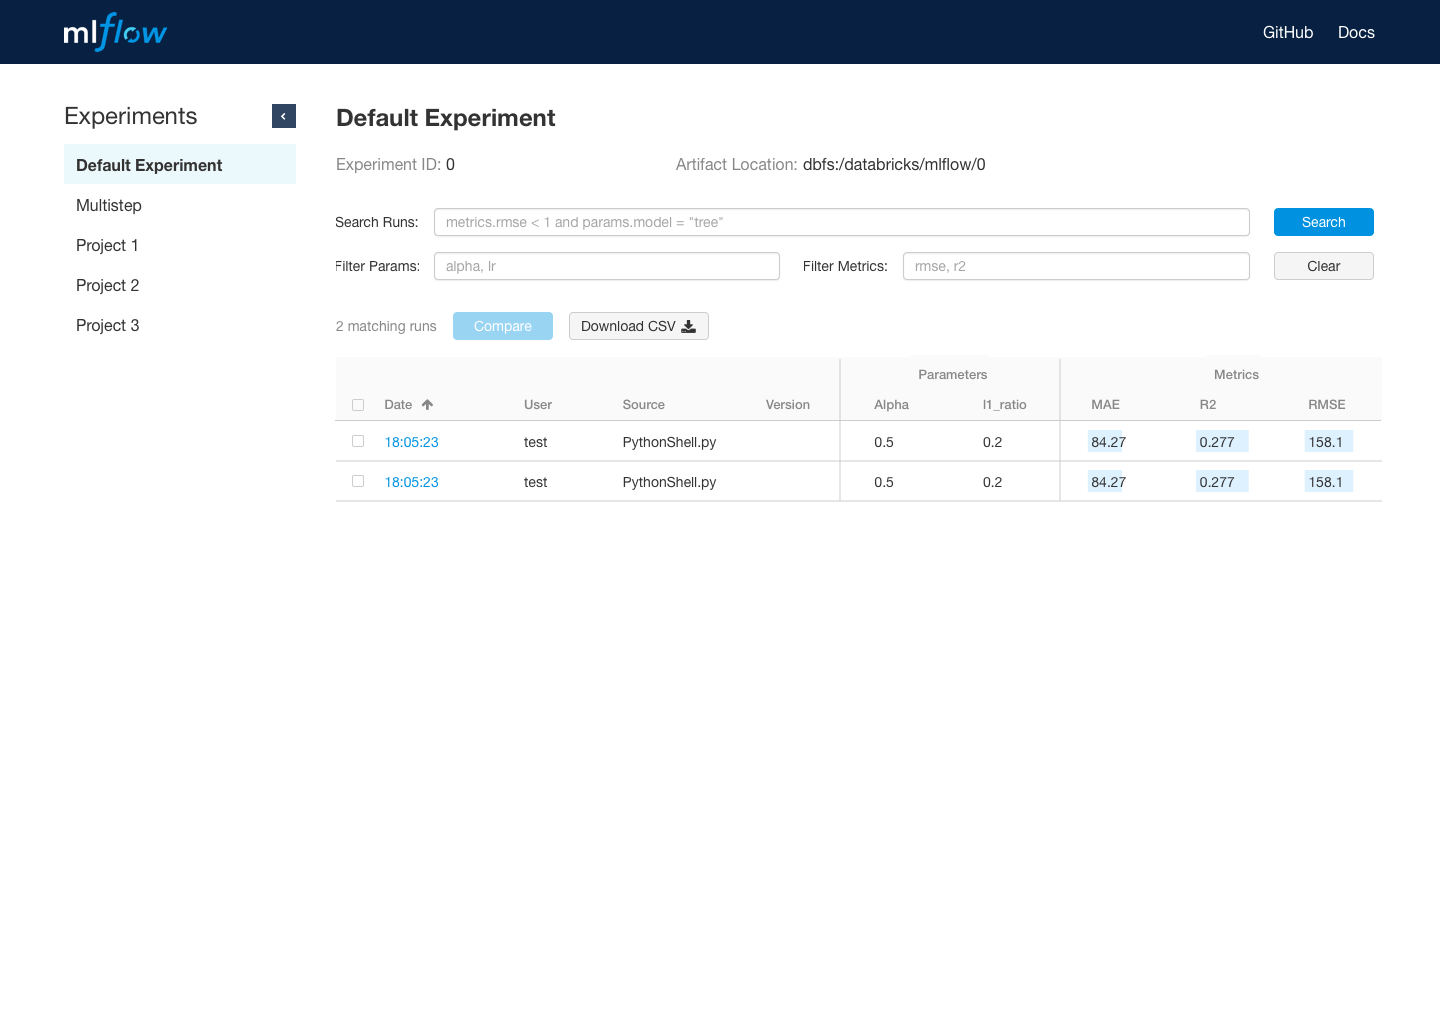 mlflow GitHub Docs
Experiments
Default Experiment
Multistep
Project 1
Project 2
Project 3
Default Experiment
Experiment ID: 0 Artifact Location: dbfs:/databricks/mlflow/0
Search Runs: metrics.rmse < 1 and params.model = "tree" Search
Filter Params: alpha, lr Filter Metrics: rmse, r2 Clear
2 matching runs Compare Download CSV
Parameters Metrics
Date User Source Version Alpha l1_ratio MAE R2 RMSE
18:05:23 test PythonShell.py 0.5 0.2 84.27 0.277 158.1
18:05:23 test PythonShell.py 0.5 0.2 84.27 0.277 158.1